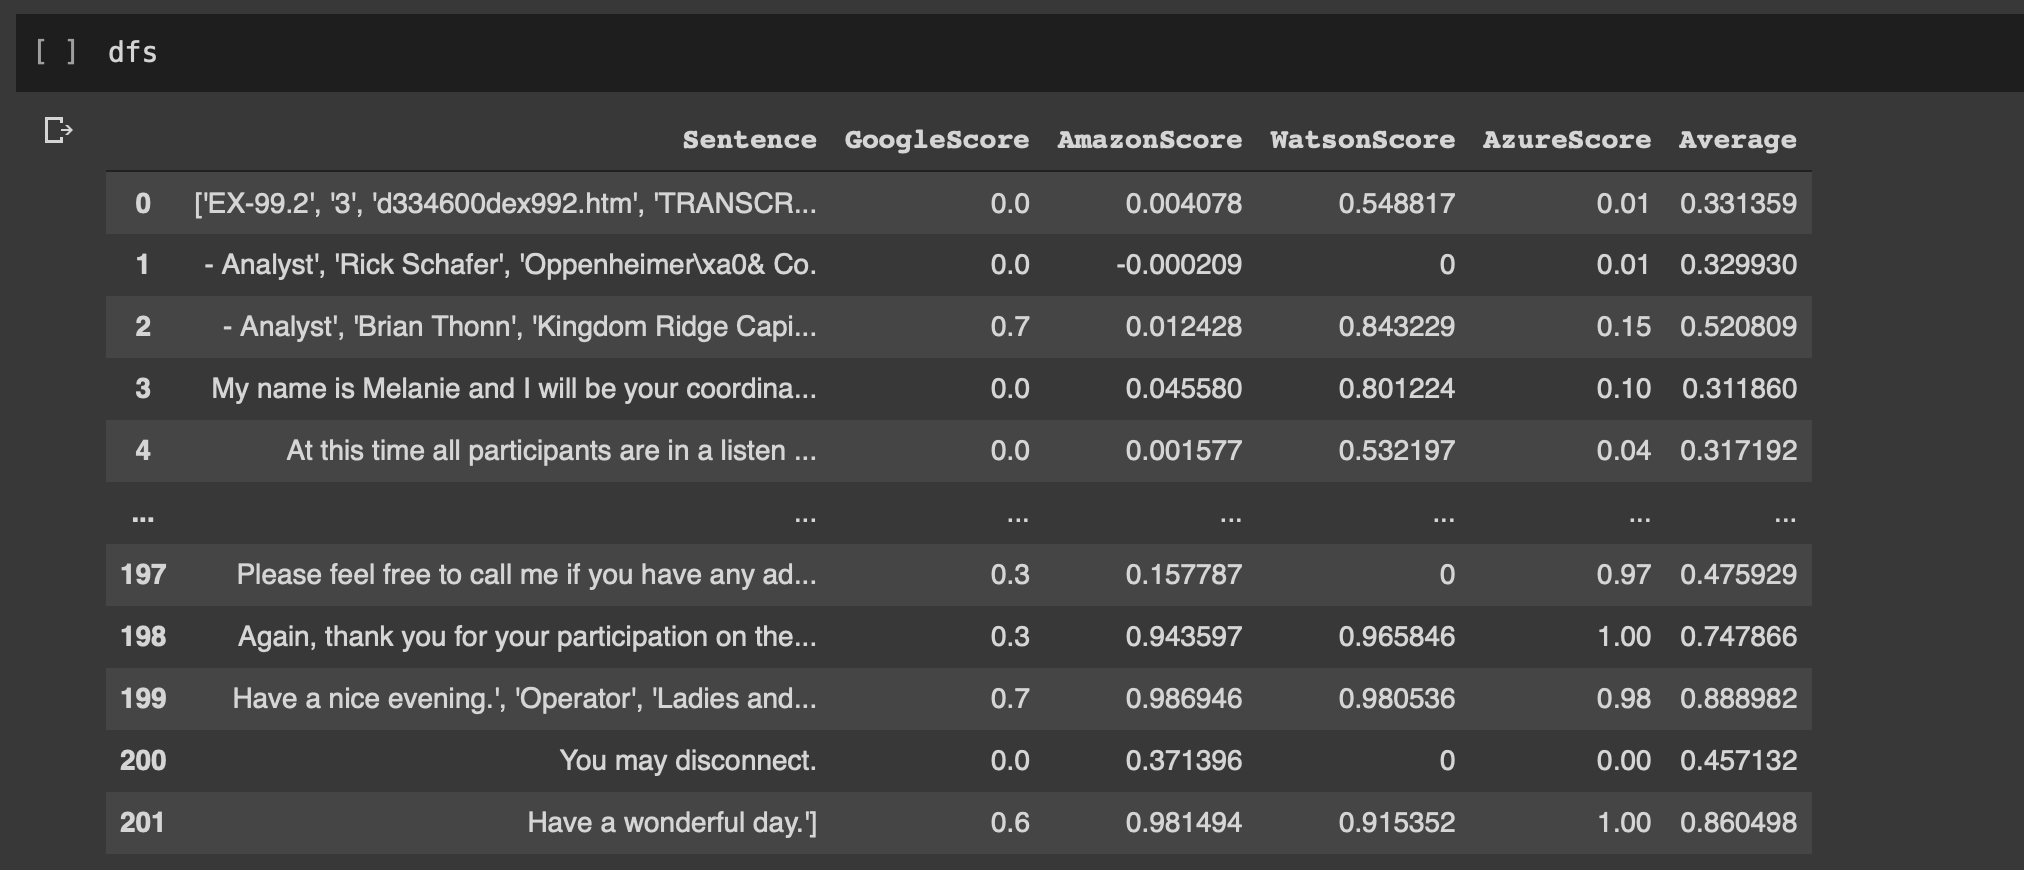 [ ] dfs
Sentence GoogleScore AmazonScore WatsonScore AzureScore Average
0 ['EX-99.2', '3', 'd334600dex992.htm', 'TRANSCR... 0.0 0.004078 0.548817 0.01 0.331359
1 - Analyst', 'Rick Schafer', 'Oppenheimer\xa0& Co. 0.0 -0.000209 0 0.01 0.329930
2 - Analyst', 'Brian Thonn', 'Kingdom Ridge Capi... 0.7 0.012428 0.843229 0.15 0.520809
3 My name is Melanie and I will be your coordina... 0.0 0.045580 0.801224 0.10 0.311860
4 At this time all participants are in a listen ... 0.0 0.001577 0.532197 0.04 0.317192
... ... ... ... ... ... ...
197 Please feel free to call me if you have any ad... 0.3 0.157787 0 0.97 0.475929
198 Again, thank you for your participation on the... 0.3 0.943597 0.965846 1.00 0.747866
199 Have a nice evening.', 'Operator', 'Ladies and... 0.7 0.986946 0.980536 0.98 0.888982
200 You may disconnect. 0.0 0.371396 0 0.00 0.457132
201 Have a wonderful day.'] 0.6 0.981494 0.915352 1.00 0.860498